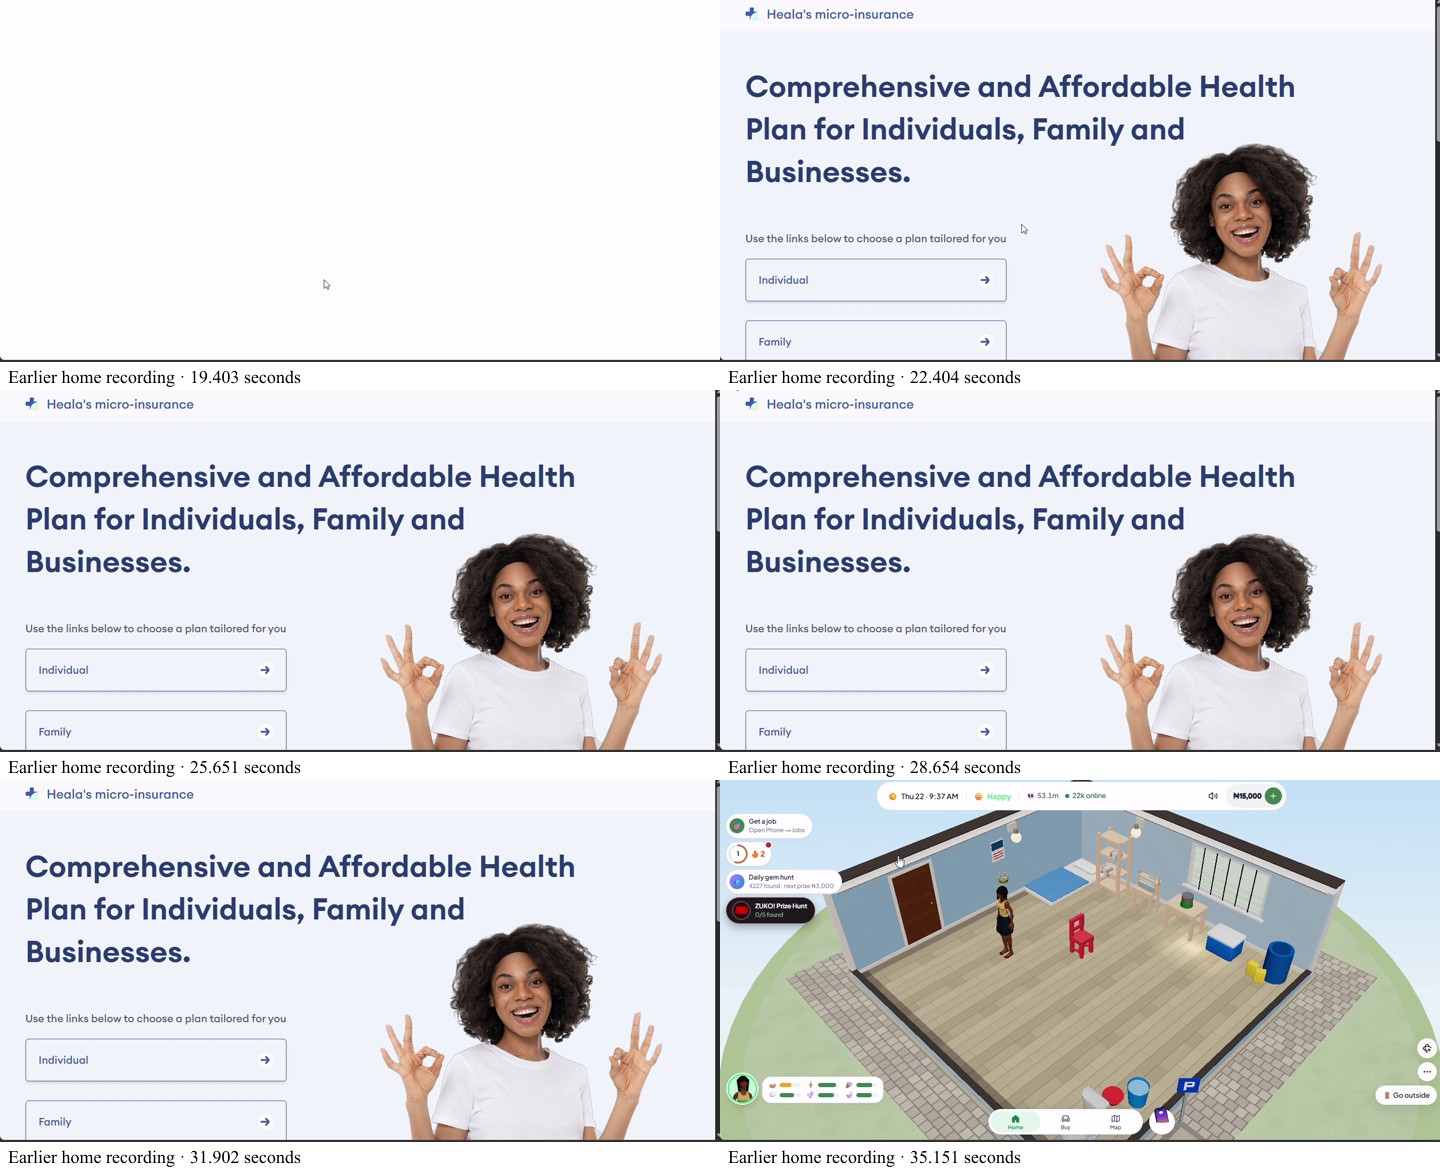 Earlier home recording · 19.403 seconds
Heala's micro-insurance
Comprehensive and Affordable Health
Plan for Individuals, Family and
Businesses.
Use the links below to choose a plan tailored for you
Individual
Family
Earlier home recording · 22.404 seconds
Heala's micro-insurance
Comprehensive and Affordable Health
Plan for Individuals, Family and
Businesses.
Use the links below to choose a plan tailored for you
Individual
Family
Earlier home recording · 25.651 seconds
Heala's micro-insurance
Comprehensive and Affordable Health
Plan for Individuals, Family and
Businesses.
Use the links below to choose a plan tailored for you
Individual
Family
Earlier home recording · 28.654 seconds
Heala's micro-insurance
Comprehensive and Affordable Health
Plan for Individuals, Family and
Businesses.
Use the links below to choose a plan tailored for you
Individual
Family
Earlier home recording · 31.902 seconds
Thu 22 · 9:37 AM
Happy
53.1m
22k online
₦15,000
+
Get a job
Open Phone → Jobs
1
2
Daily gem hunt
4227 found · next prize ₦3,000
ZUKO! Prize Hunt
0/5 found
P
Go outside
Home
Buy
Map
Earlier home recording · 35.151 seconds